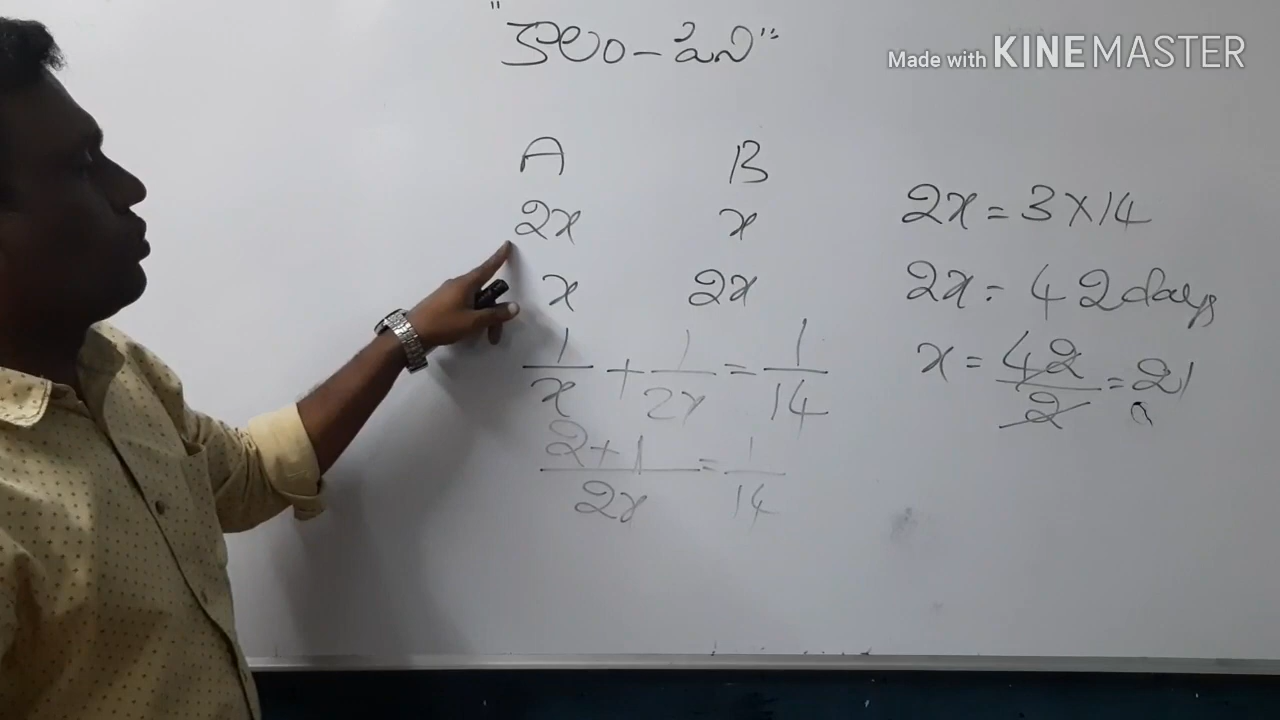 "కాలం - పని"
Made with KINEMASTER
A B
2x x
x 2x
1/x + 1/2x = 1/14
2+1/2x = 1/14
2x = 3 × 14
2x = 42 days
x = 42/2 = 21